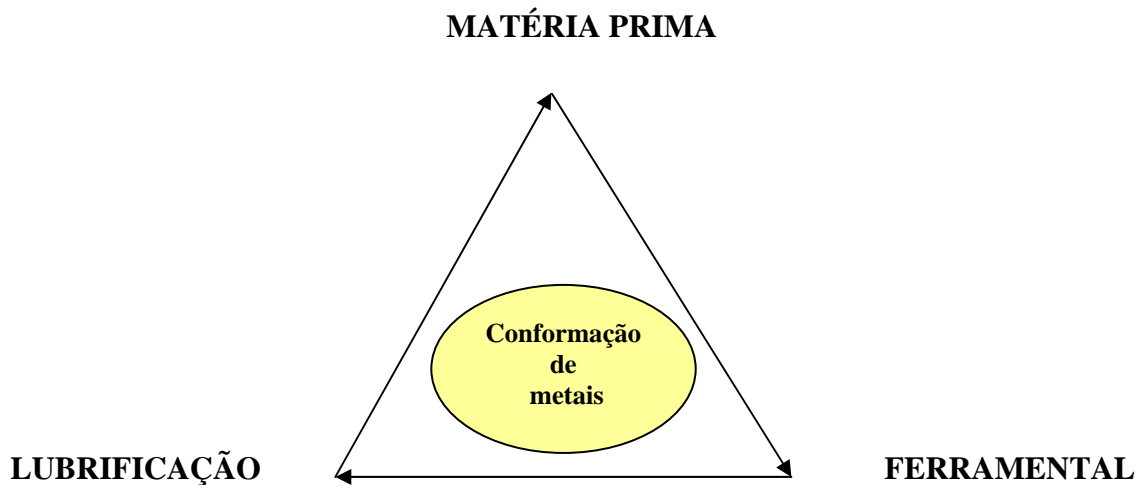 MATÉRIA PRIMA
Conformação
de
metais
LUBRIFICAÇÃO
FERRAMENTAL